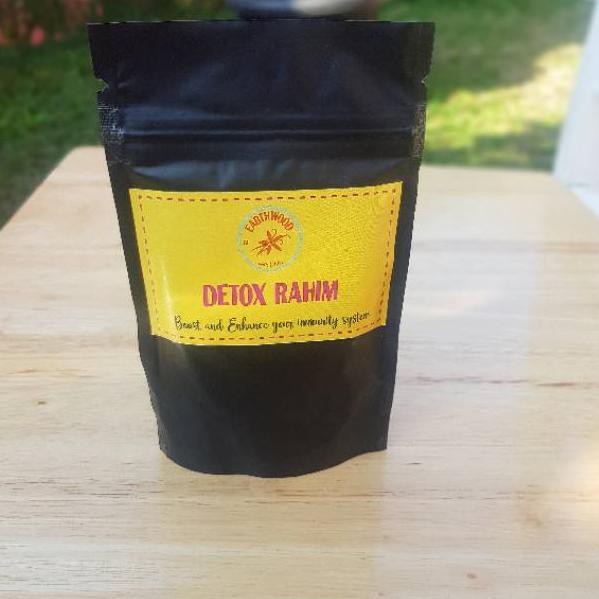 EARTHWOOD
DETOX RAHIM
Boost and Enhance your immunity system